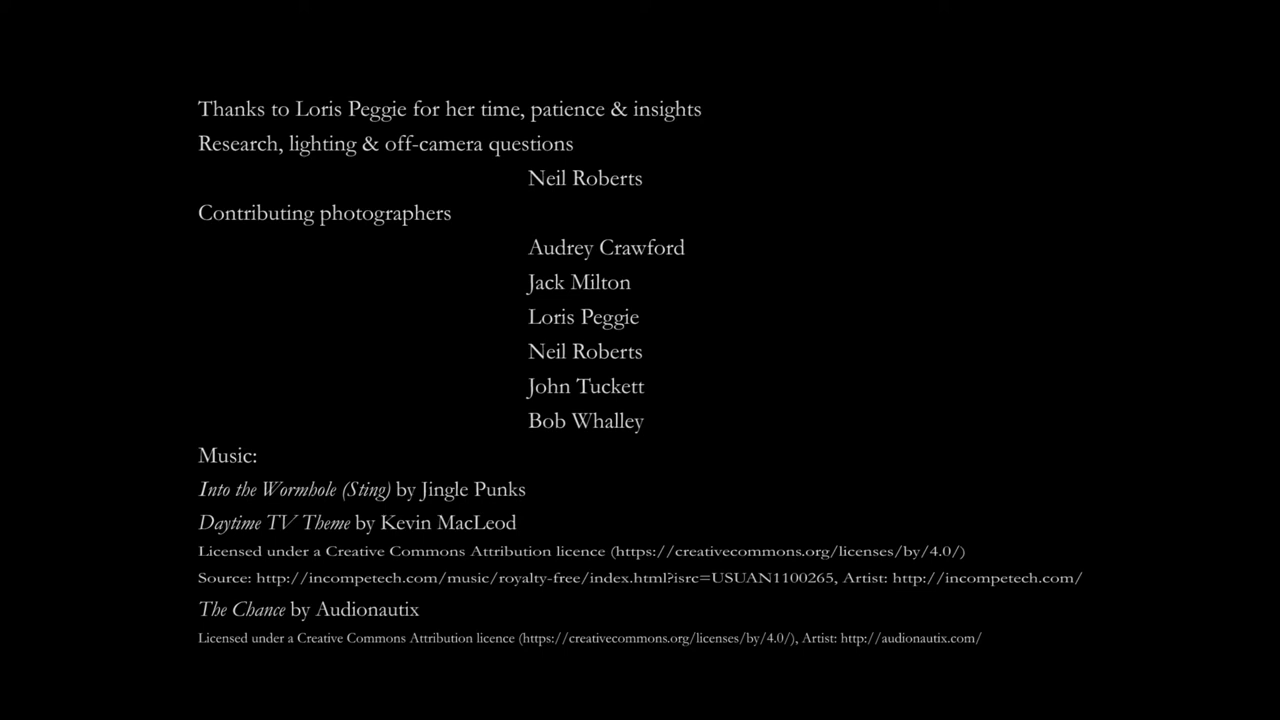 Thanks to Loris Peggie for her time, patience & insights
Research, lighting & off-camera questions
Neil Roberts
Contributing photographers
Audrey Crawford
Jack Milton
Loris Peggie
Neil Roberts
John Tuckett
Bob Whalley
Music:
Into the Wormhole (Sting) by Jingle Punks
Daytime TV Theme by Kevin MacLeod
Licensed under a Creative Commons Attribution licence (https://creativecommons.org/licenses/by/4.0/)
Source: http://incompetech.com/music/royalty-free/index.html?isrc=USUAN1100265, Artist: http://incompetech.com/
The Chance by Audionautix
Licensed under a Creative Commons Attribution licence (https://creativecommons.org/licenses/by/4.0/), Artist: http://audionautix.com/